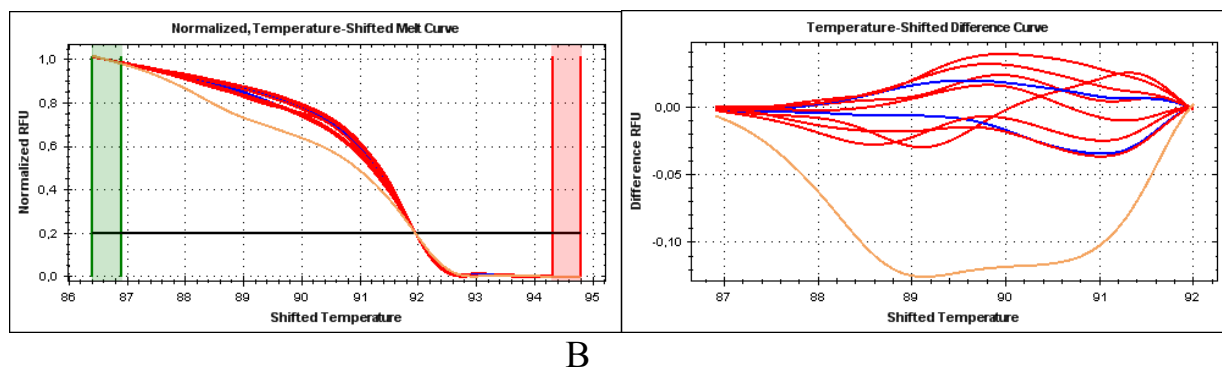 Normalized, Temperature-Shifted Melt Curve
Normalized RFU
1,0
0,8
0,6
0,4
0,2
0,0
86 87 88 89 90 91 92 93 94 95
Shifted Temperature
Temperature-Shifted Difference Curve
Difference RFU
0,00
-0,05
-0,10
87 88 89 90 91 92
Shifted Temperature
B